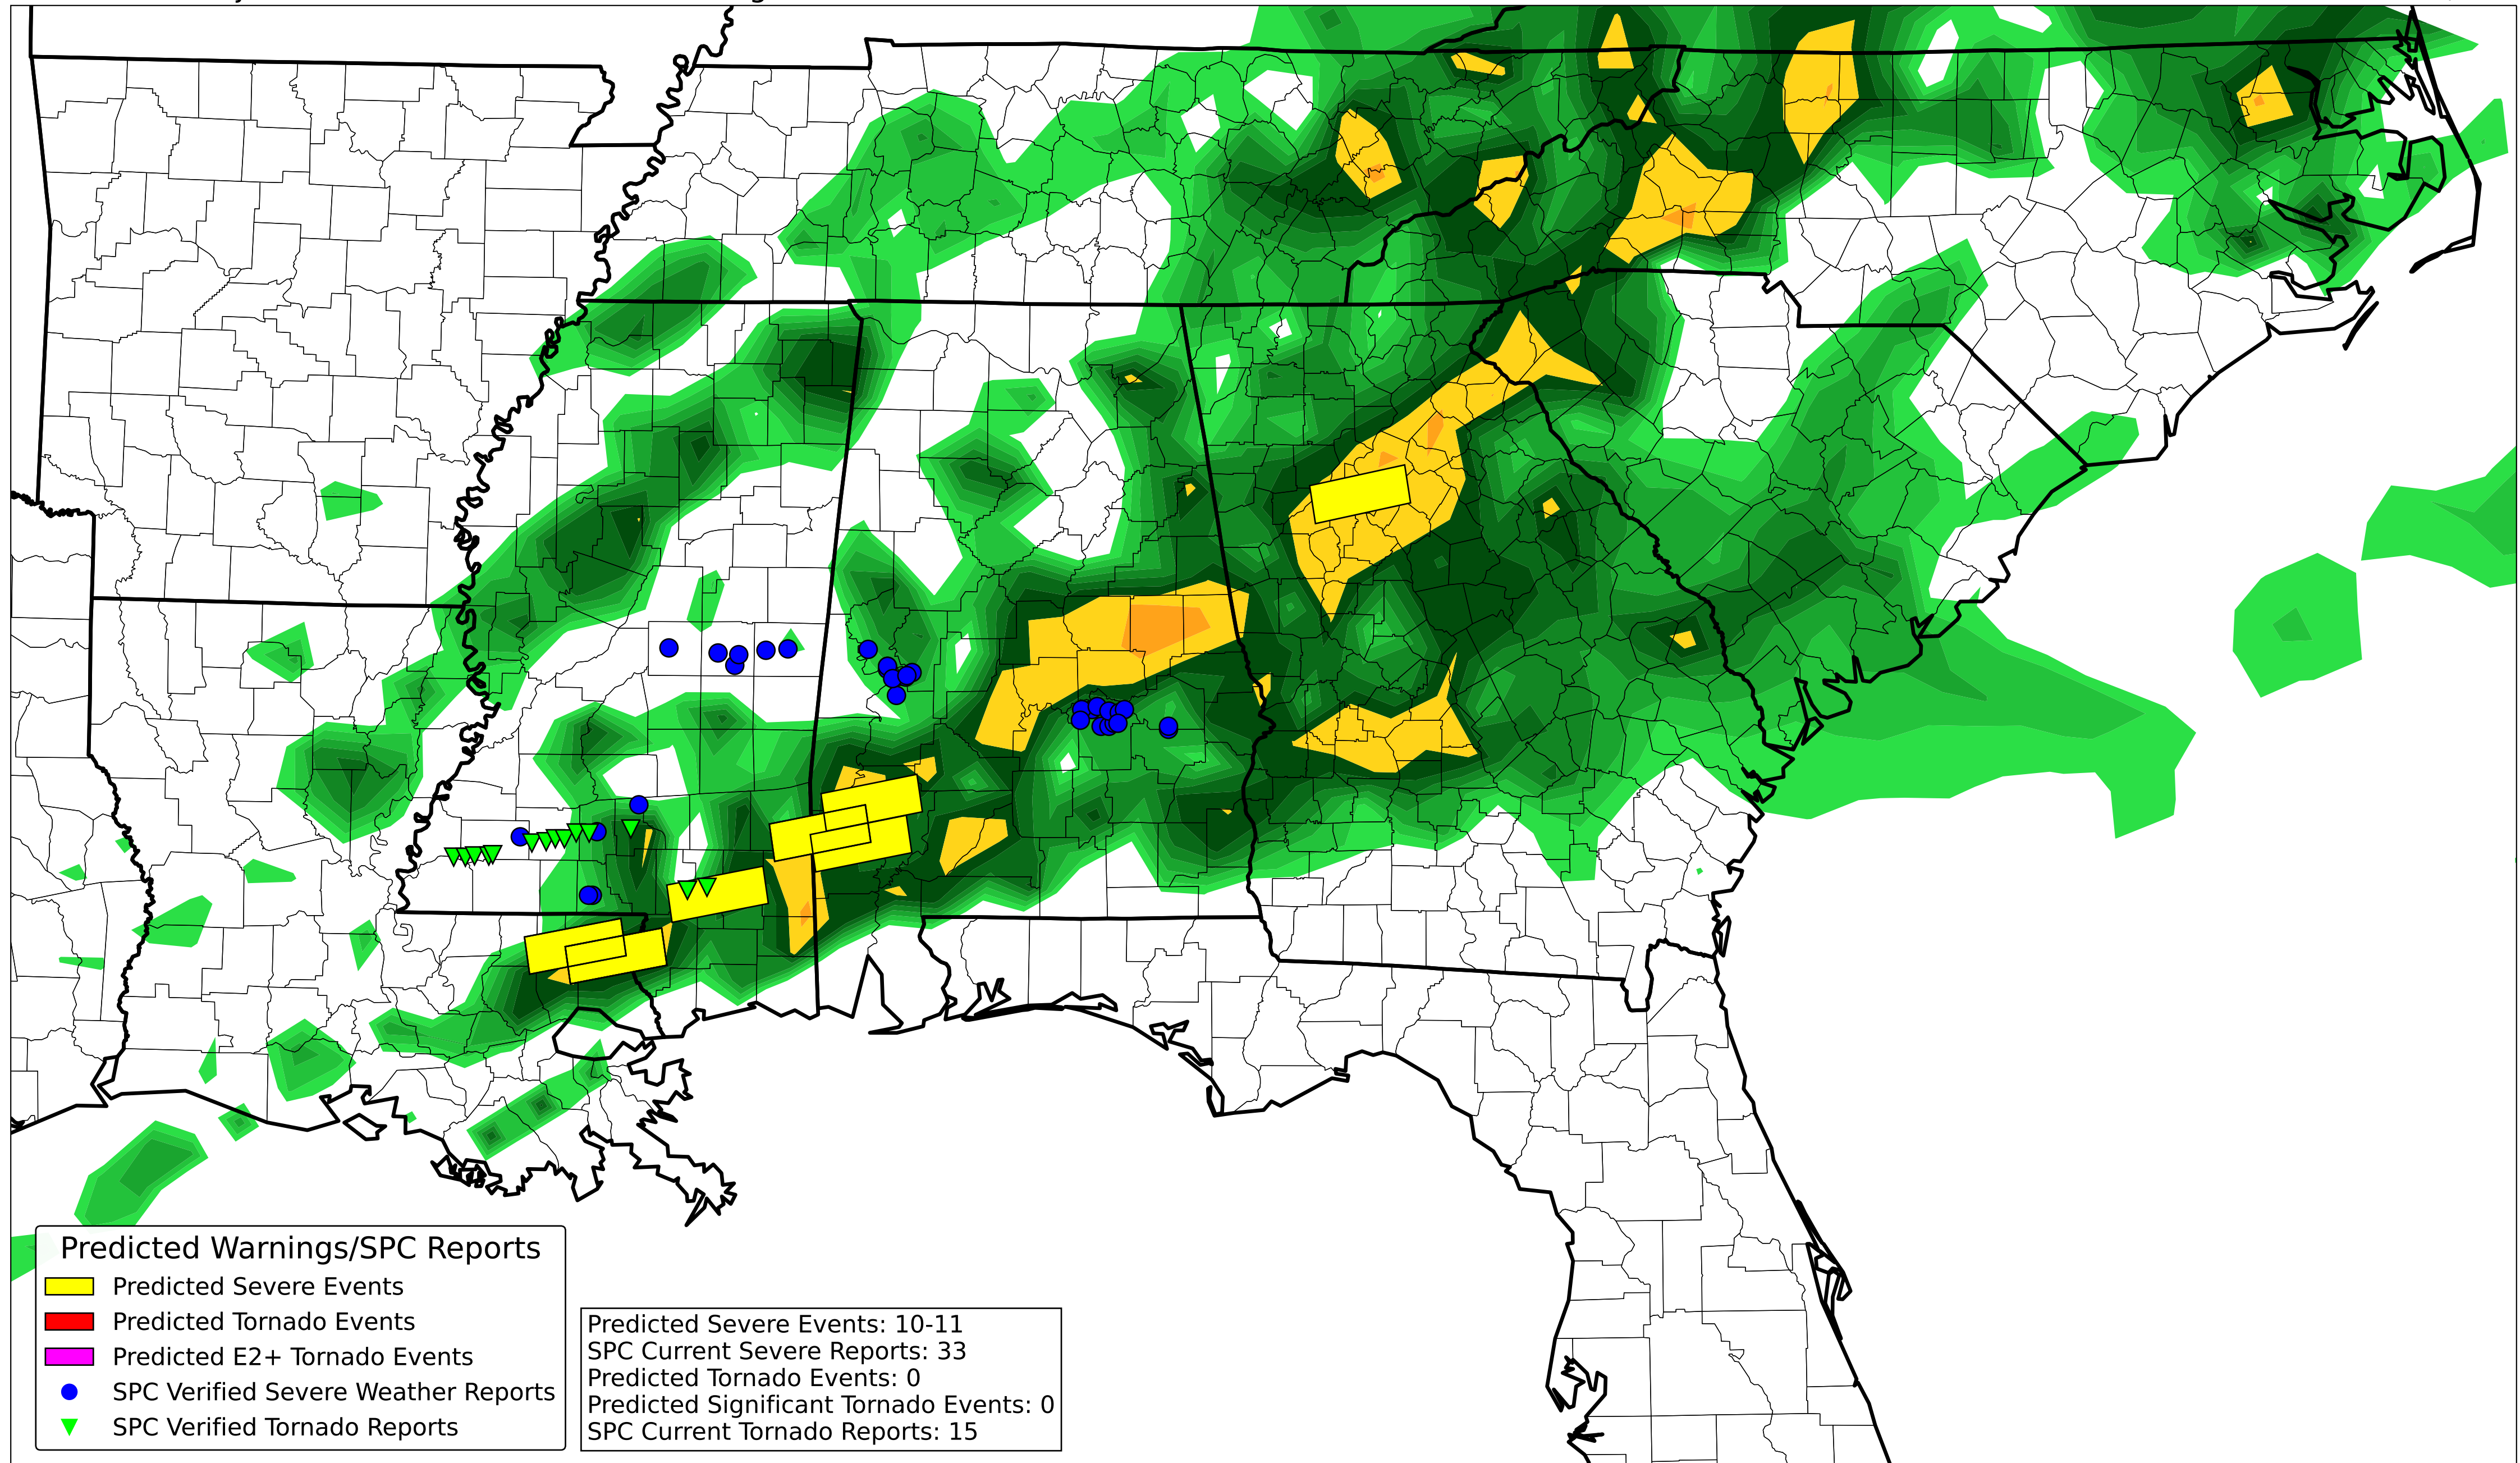 Predicted Warnings/SPC Reports
Predicted Severe Events
Predicted Tornado Events
Predicted E2+ Tornado Events
SPC Verified Severe Weather Reports
SPC Verified Tornado Reports
Predicted Severe Events: 10-11
SPC Current Severe Reports: 33
Predicted Tornado Events: 0
Predicted Significant Tornado Events: 0
SPC Current Tornado Reports: 15